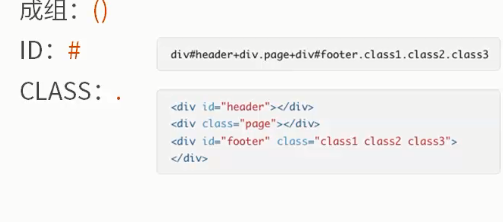 成组：()
ID：#
div#header+div.page+div#footer.class1.class2.class3
CLASS：.
<div id="header"></div>
<div class="page"></div>
<div id="footer" class="class1 class2 class3">
</div>